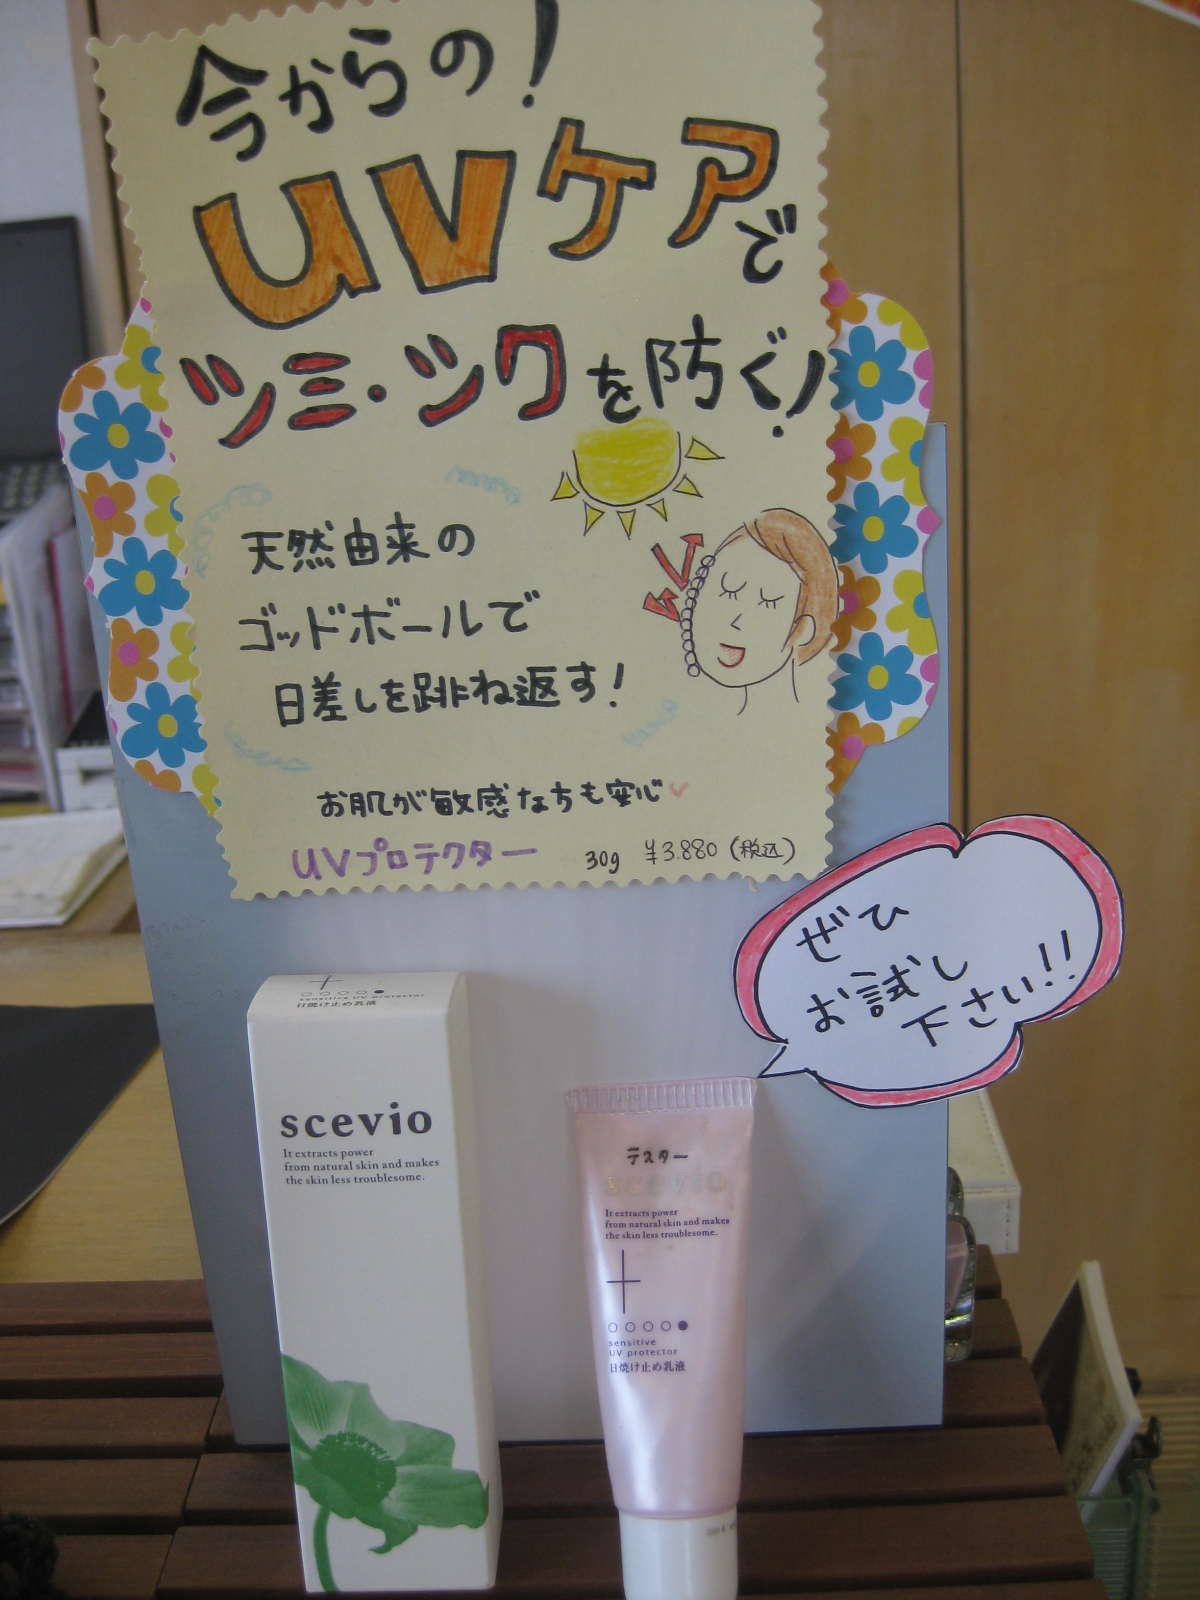 今からの!
UVケアで
シミ・シワを防ぐ!
天然由来の
ゴッドボールで
日差しを跳ね返す!
お肌が敏感な方も安心♡
UVプロテクター 30g ¥3.880 (税込)
ぜひ
お試し
下さい!!
sensitive UV protector
日焼け止め乳液
scevio
It extracts power
from natural skin and makes
the skin less troublesome.
テスター
scevio
It extracts power
from natural skin and makes
the skin less troublesome.
sensitive
UV protector
日焼け止め乳液